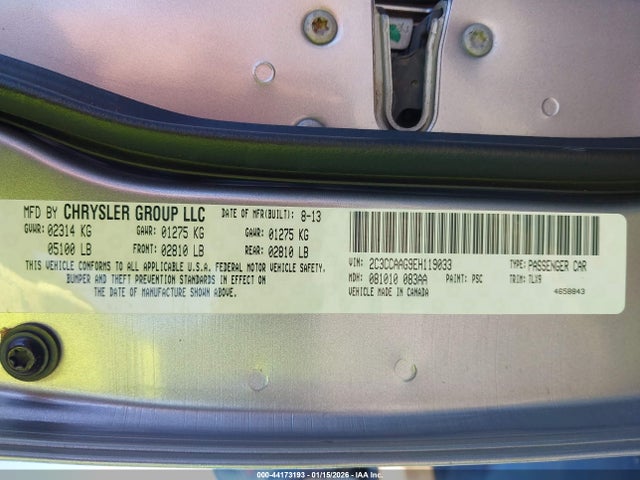 MFD BY CHRYSLER GROUP LLC DATE OF MFR(BUILT): 8-13
GVWR: 02314 KG GAWR: 01275 KG GAWR: 01275 KG
05100 LB FRONT: 02810 LB REAR: 02810 LB
THIS VEHICLE CONFORMS TO ALL APPLICABLE U.S.A. FEDERAL MOTOR VEHICLE SAFETY,
BUMPER AND THEFT PREVENTION STANDARDS IN EFFECT ON
THE DATE OF MANUFACTURE SHOWN ABOVE.
VIN: 2C3CCAAG9EH119033 TYPE: PASSENGER CAR
MDH: 081010 083AA PAINT: PSC TRIM: TLX9
VEHICLE MADE IN CANADA 4658843
000-44173193 - 01/15/2026 - IAA Inc.